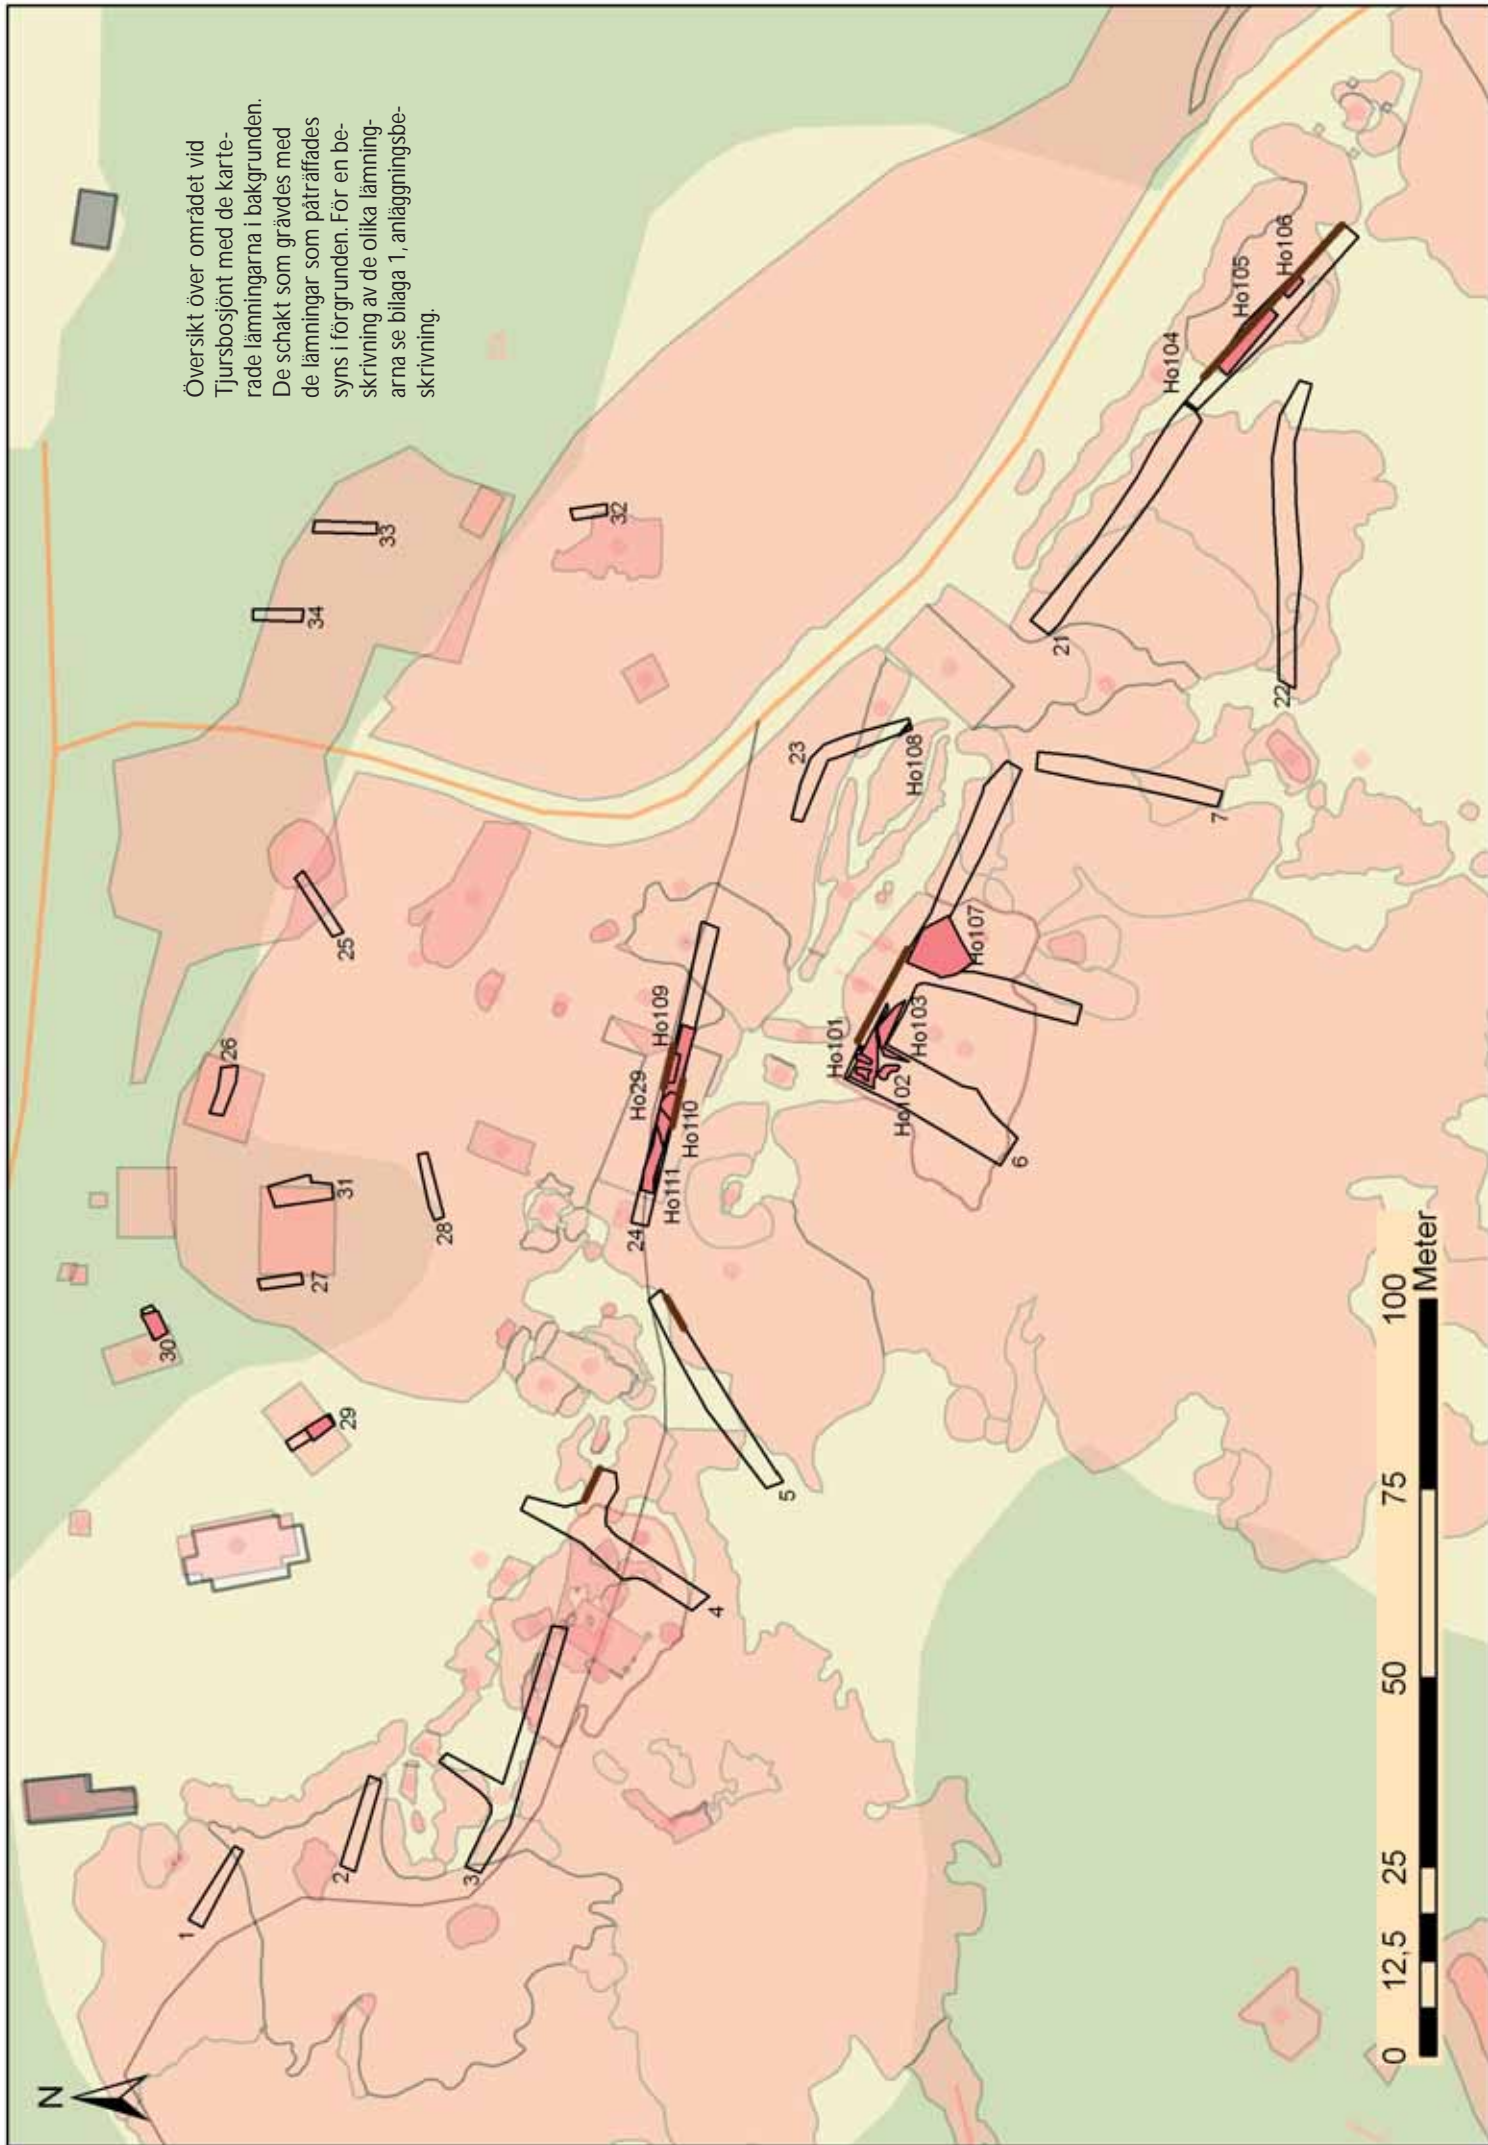 Översikt över området vid
Tjursbosjönt med de karte-
rade lämningarna i bakgrunden.
De schakt som grävdes med
de lämningar som påträffades
syns i förgrunden. För en be-
skrivning av de olika lämning-
arna se bilaga 1, anläggningsbe-
skrivning.
N
1
2
3
4
5
6
7
21
22
23
24
25
26
27
28
29
30
31
32
33
34
Ho29
Ho109
Ho110
Ho111
Ho101
Ho102
Ho103
Ho107
Ho108
Ho104
Ho105
Ho106
0 12,5 25 50 75 100
Meter